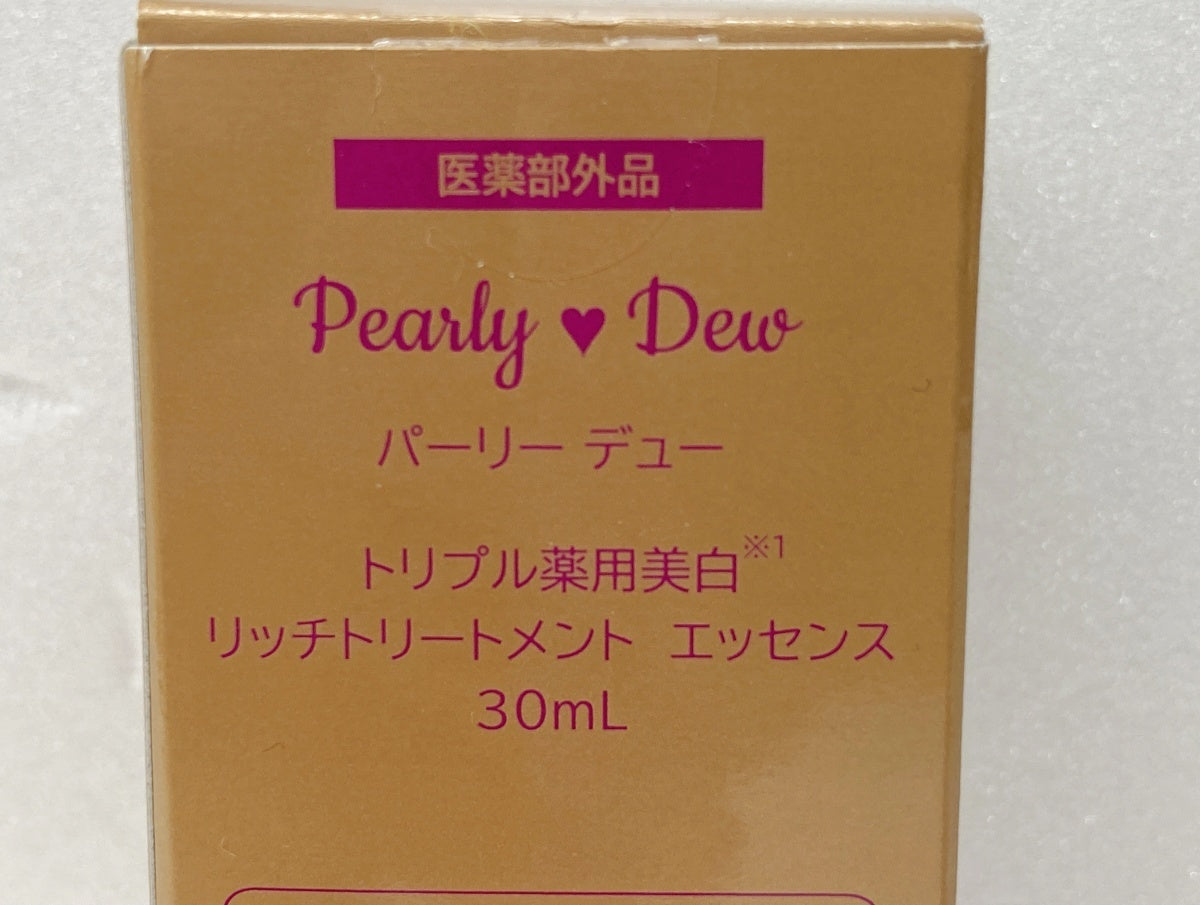 医薬部外品
Pearly ♥ Dew
パーリー デュー
トリプル薬用美白※1
リッチトリートメント エッセンス
30mL